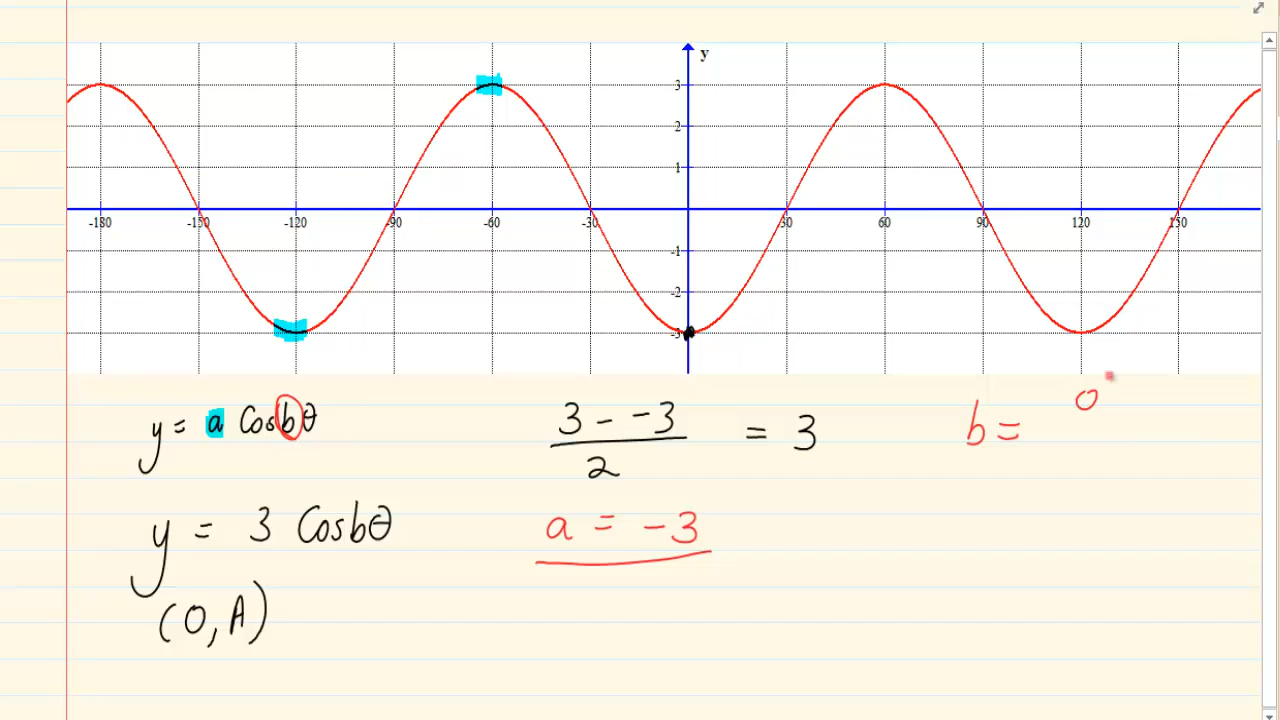 y
3
2
1
-180 -150 -120 -90 -60 -30 30 60 90 120 150
-1
-2
-3
y = a Cosbθ
3 - -3
2
= 3
b =
o
y = 3 Cosbθ
a = -3
(0, A)